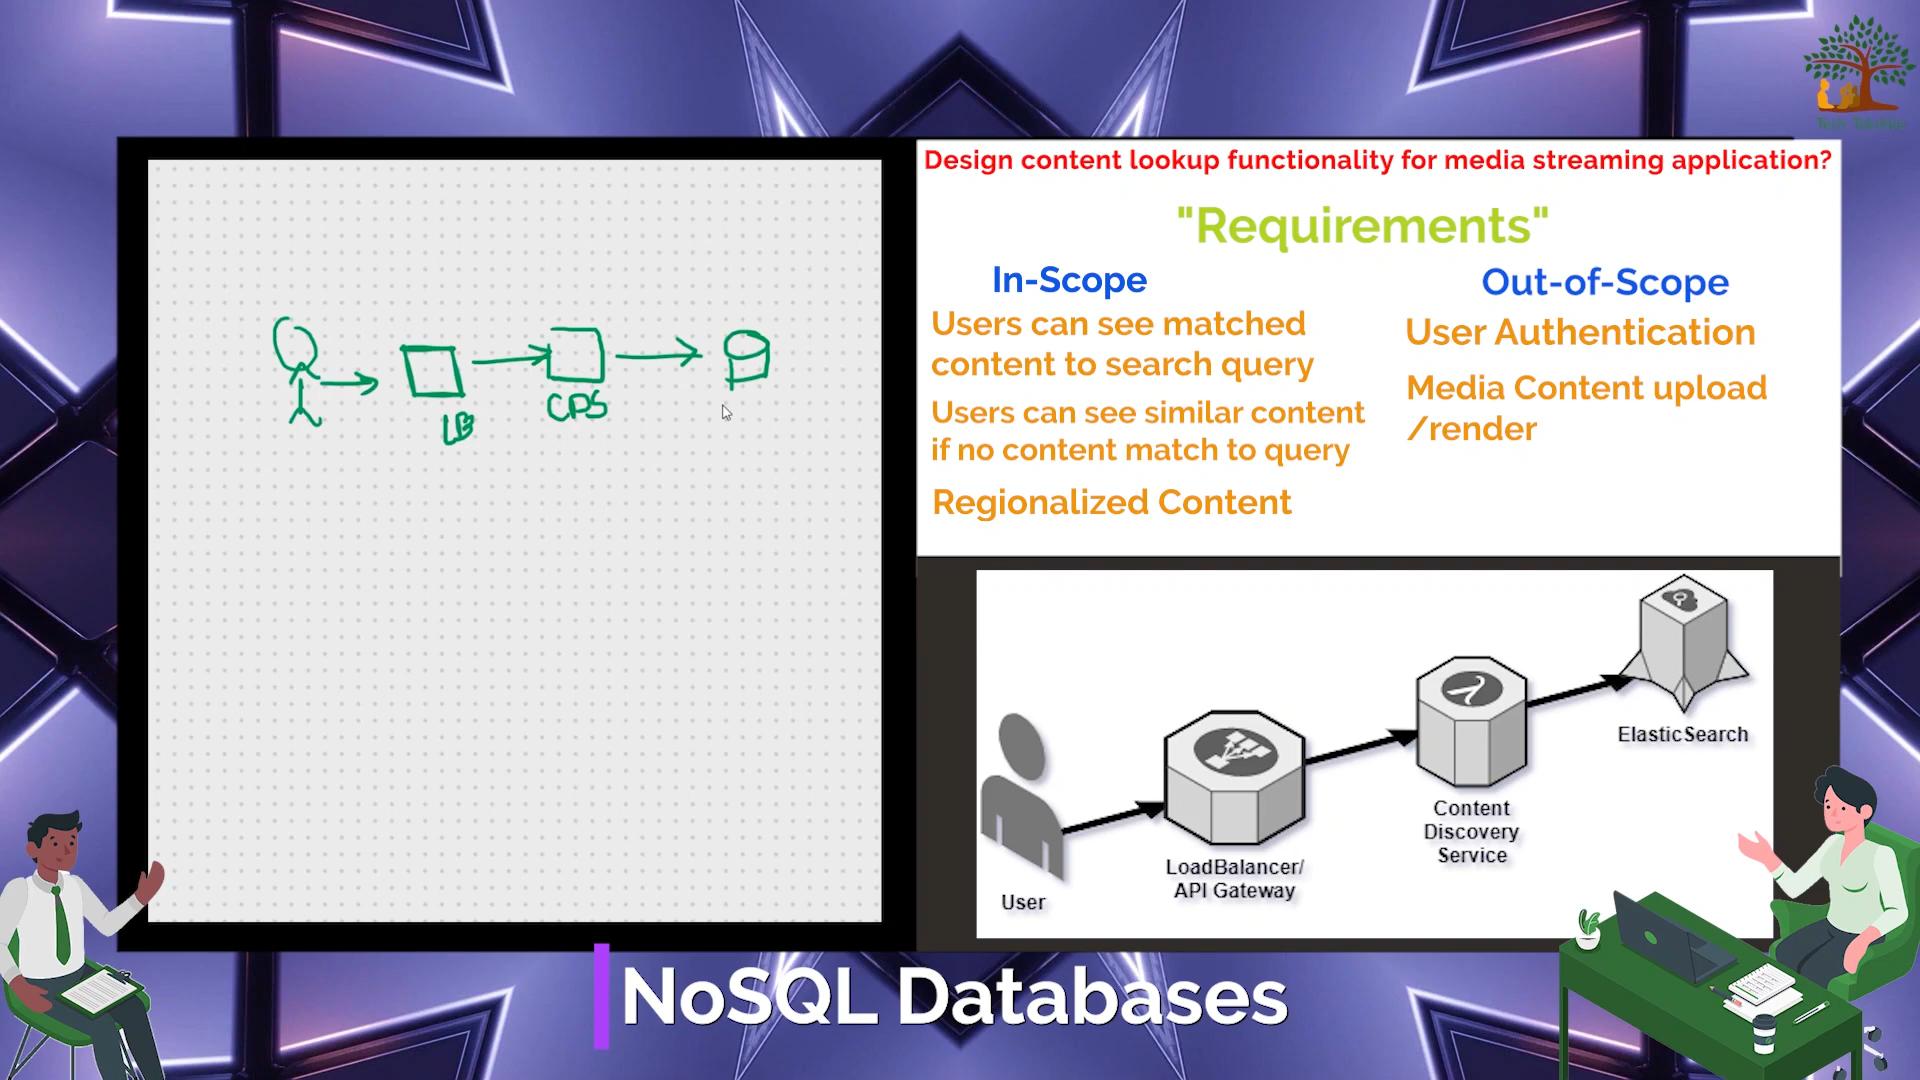 Design content lookup functionality for media streaming application?
"Requirements"
In-Scope
Users can see matched
content to search query
Users can see similar content
if no content match to query
Regionalized Content
Out-of-Scope
User Authentication
Media Content upload
/render
LB
CDS
User
LoadBalancer/
API Gateway
Content
Discovery
Service
ElasticSearch
NoSQL Databases